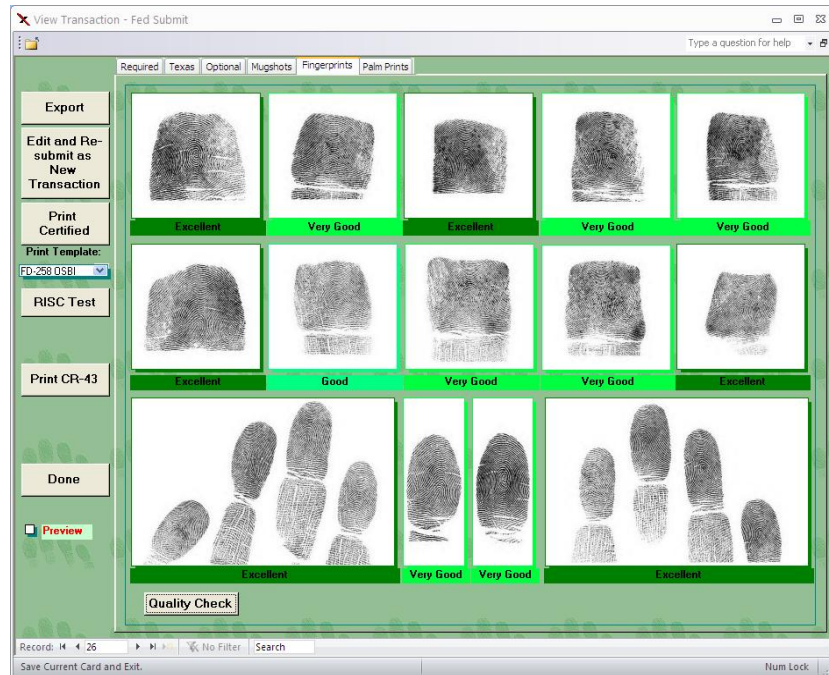 View Transaction - Fed Submit
Type a question for help
Required Texas Optional Mugshots Fingerprints Palm Prints
Export
Edit and Re-
submit as
New
Transaction
Print
Certified
Print Template:
FD-258 OSBI
RISC Test
Print CR-43
Done
Preview
Excellent Very Good Excellent Very Good Very Good
Excellent Good Very Good Very Good Excellent
Excellent Very Good Very Good Excellent
Quality Check
Record: 26 No Filter Search
Save Current Card and Exit. Num Lock